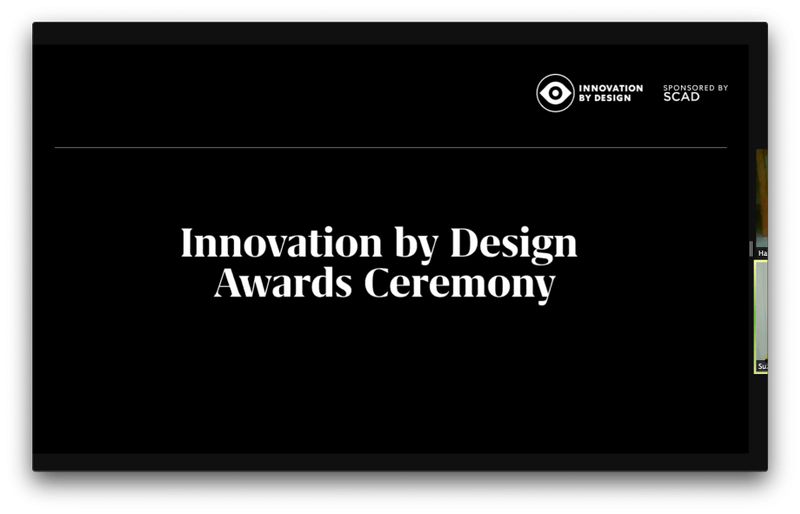 INNOVATION
BY DESIGN
SPONSORED BY
SCAD
Innovation by Design
Awards Ceremony